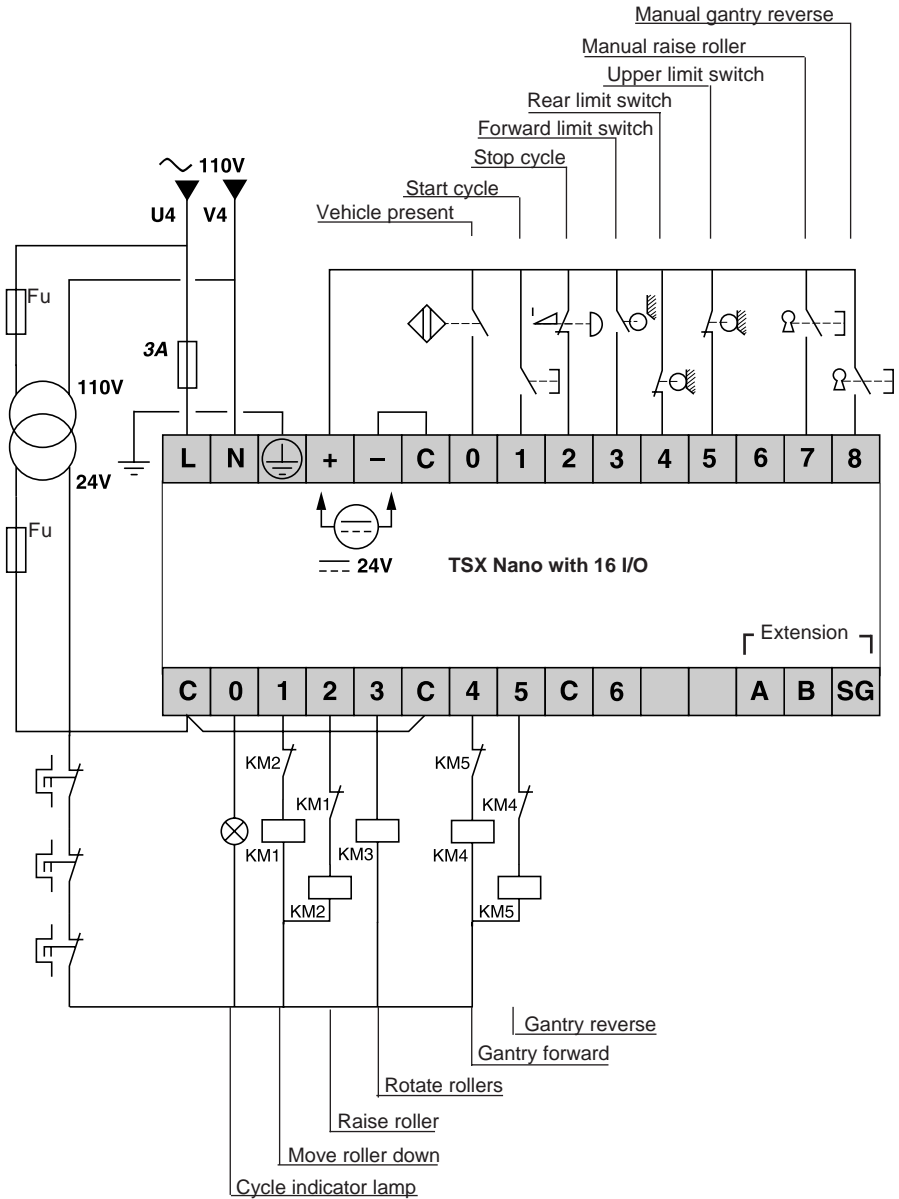 Manual gantry reverse
Manual raise roller
Upper limit switch
Rear limit switch
Forward limit switch
Stop cycle
Start cycle
Vehicle present
110V
U4 V4
Fu
3A
110V
24V
Fu
L N + – C 0 1 2 3 4 5 6 7 8
24V
TSX Nano with 16 I/O
Extension
C 0 1 2 3 C 4 5 C 6 A B SG
KM2
KM5
KM1
KM4
KM1
KM3
KM4
KM2
KM5
Gantry reverse
Gantry forward
Rotate rollers
Raise roller
Move roller down
Cycle indicator lamp